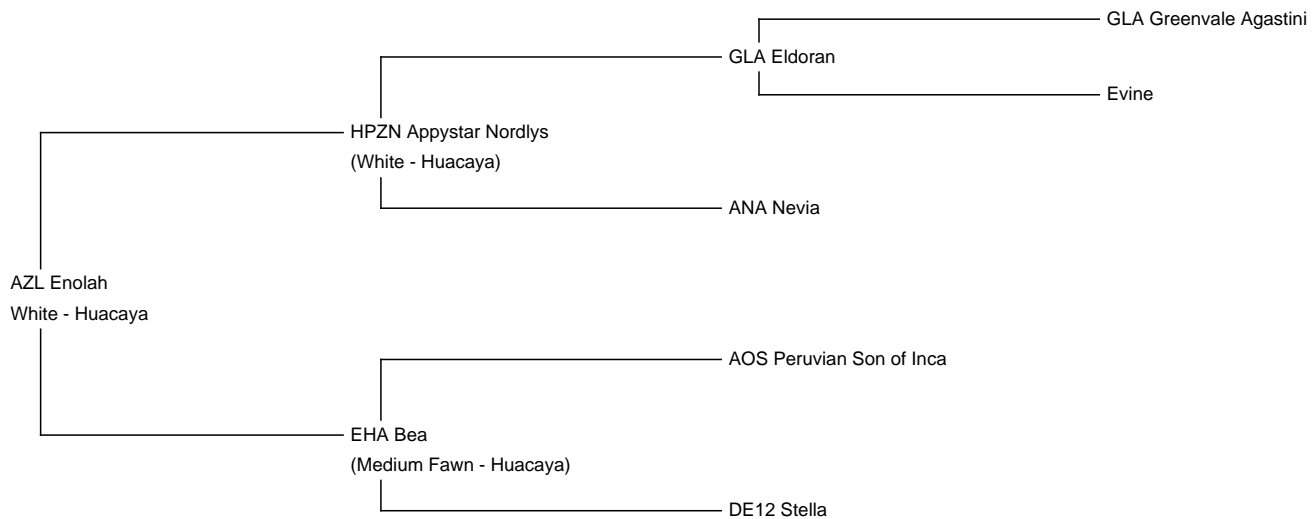 GLA Greenvale Agastini
GLA Eldoran
Evine
HPZN Appystar Nordlys
(White - Huacaya)
ANA Nevia
AZL Enolah
White - Huacaya
AOS Peruvian Son of Inca
EHA Bea
(Medium Fawn - Huacaya)
DE12 Stella